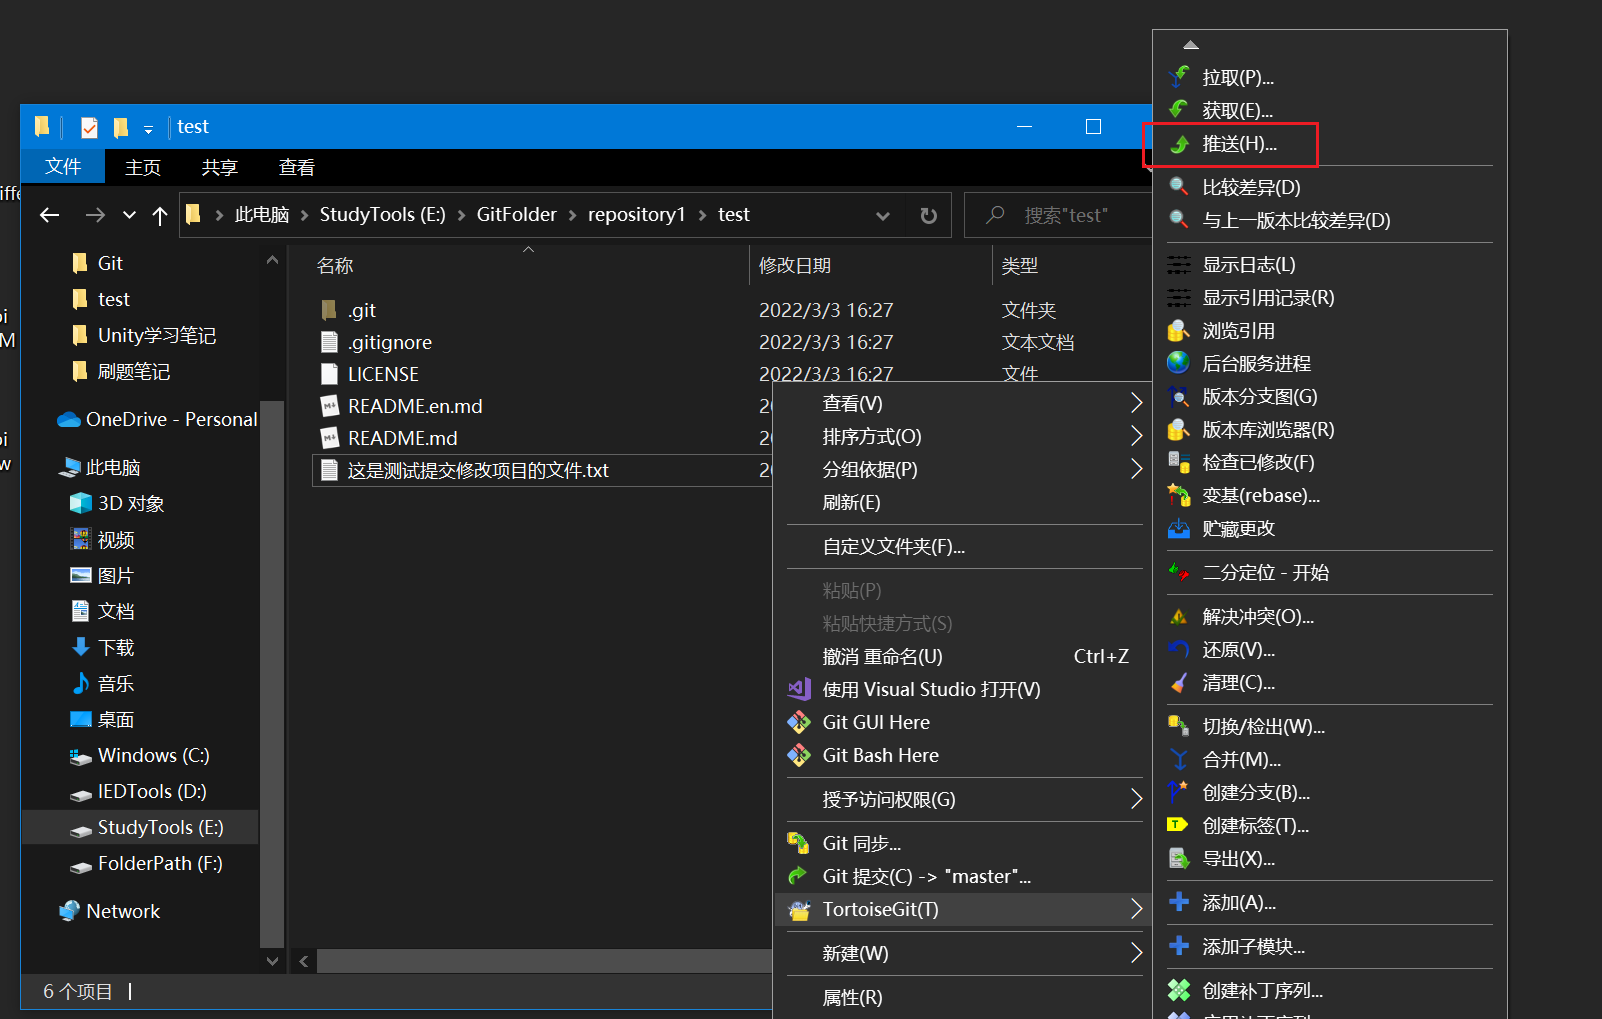 test
文件 主页 共享 查看
此电脑 StudyTools (E:) GitFolder repository1 test
搜索"test"
Git
test
Unity学习笔记
刷题笔记
OneDrive - Personal
此电脑
3D 对象
视频
图片
文档
下载
音乐
桌面
Windows (C:)
IEDTools (D:)
StudyTools (E:)
FolderPath (F:)
Network
6 个项目
名称 修改日期 类型
.git 2022/3/3 16:27 文件夹
.gitignore 2022/3/3 16:27 文本文档
LICENSE 2022/3/3 16:27 文件
README.en.md
README.md
这是测试提交修改项目的文件.txt
查看(V)
排序方式(O)
分组依据(P)
刷新(E)
自定义文件夹(F)...
粘贴(P)
粘贴快捷方式(S)
撤消 重命名(U) Ctrl+Z
使用 Visual Studio 打开(V)
Git GUI Here
Git Bash Here
授予访问权限(G)
Git 同步...
Git 提交(C) -> "master"...
TortoiseGit(T)
新建(W)
属性(R)
拉取(P)...
获取(E)...
推送(H)...
比较差异(D)
与上一版本比较差异(D)
显示日志(L)
显示引用记录(R)
浏览引用
后台服务进程
版本分支图(G)
版本库浏览器(R)
检查已修改(F)
变基(rebase)...
贮藏更改
二分定位 - 开始
解决冲突(O)...
还原(V)...
清理(C)...
切换/检出(W)...
合并(M)...
创建分支(B)...
创建标签(T)...
导出(X)...
添加(A)...
添加子模块...
创建补丁序列...